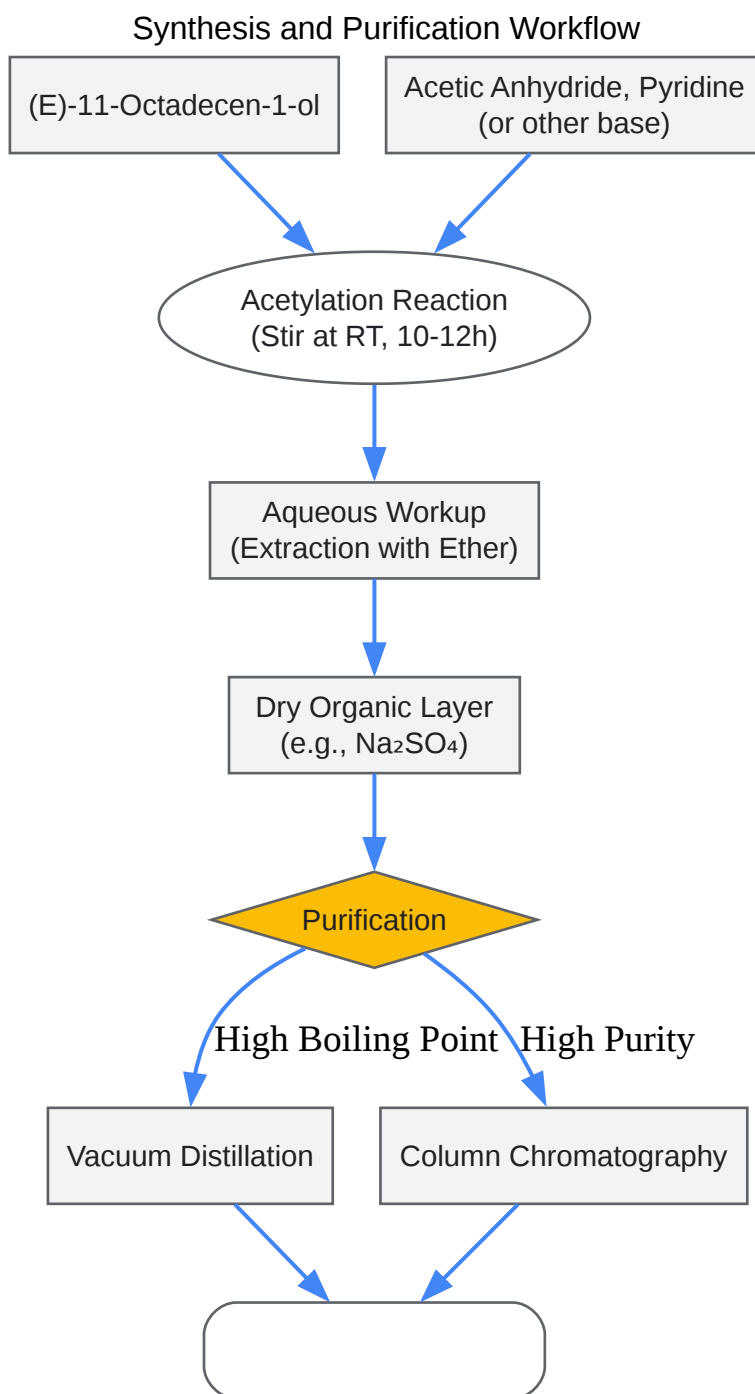 Synthesis and Purification Workflow
(E)-11-Octadecen-1-ol
Acetic Anhydride, Pyridine
(or other base)
Acetylation Reaction
(Stir at RT, 10-12h)
Aqueous Workup
(Extraction with Ether)
Dry Organic Layer
(e.g., Na₂SO₄)
Purification
High Boiling Point
High Purity
Vacuum Distillation
Column Chromatography